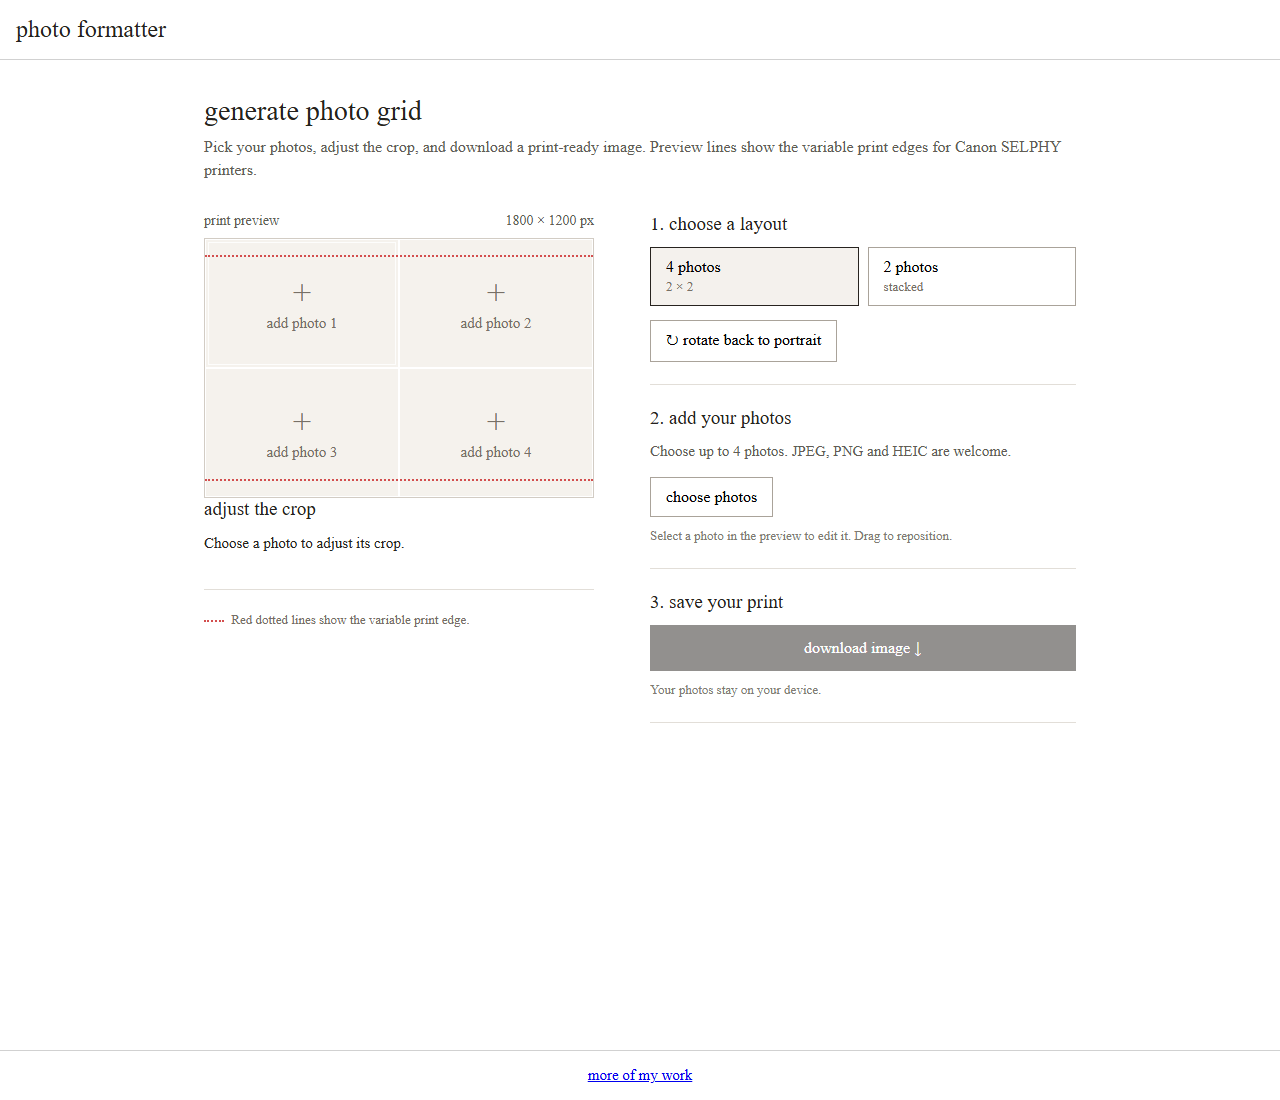 photo formatter
generate photo grid
Pick your photos, adjust the crop, and download a print-ready image. Preview lines show the variable print edges for Canon SELPHY
printers.
print preview
1800 × 1200 px
+
add photo 1
+
add photo 2
+
add photo 3
+
add photo 4
adjust the crop
Choose a photo to adjust its crop.
Red dotted lines show the variable print edge.
1. choose a layout
4 photos
2 × 2
2 photos
stacked
↻ rotate back to portrait
2. add your photos
Choose up to 4 photos. JPEG, PNG and HEIC are welcome.
choose photos
Select a photo in the preview to edit it. Drag to reposition.
3. save your print
download image ↓
Your photos stay on your device.
more of my work